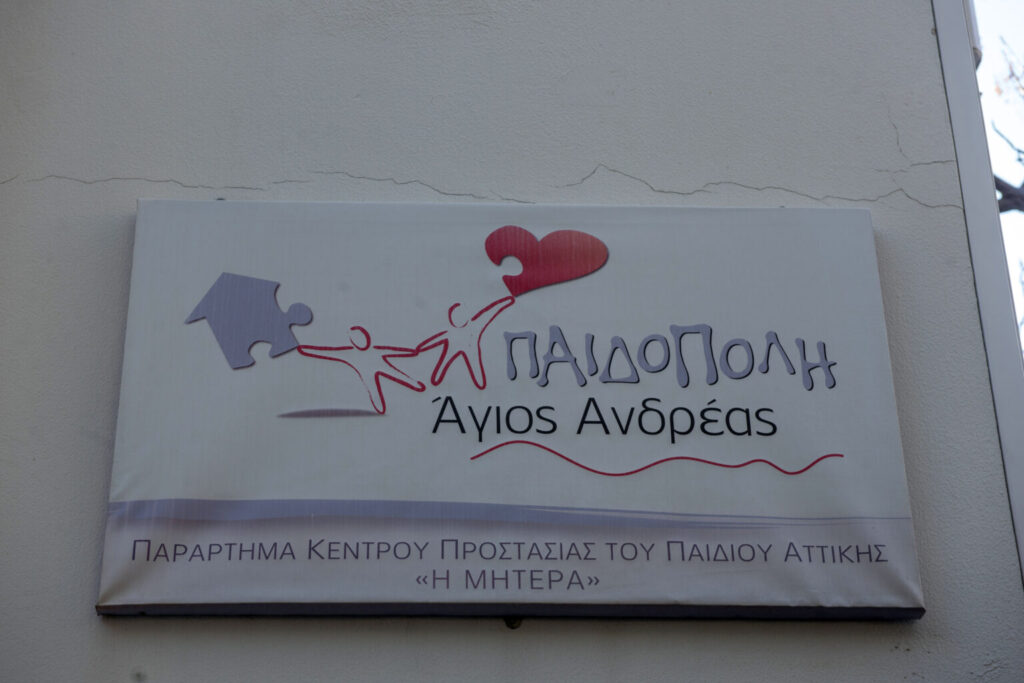 ΠΑΙΔΟΠΟΛΗ
Άγιος Ανδρέας
ΠΑΡΑΡΤΗΜΑ ΚΕΝΤΡΟΥ ΠΡΟΣΤΑΣΙΑΣ ΤΟΥ ΠΑΙΔΙΟΥ ΑΤΤΙΚΗΣ
«Η ΜΗΤΕΡΑ»